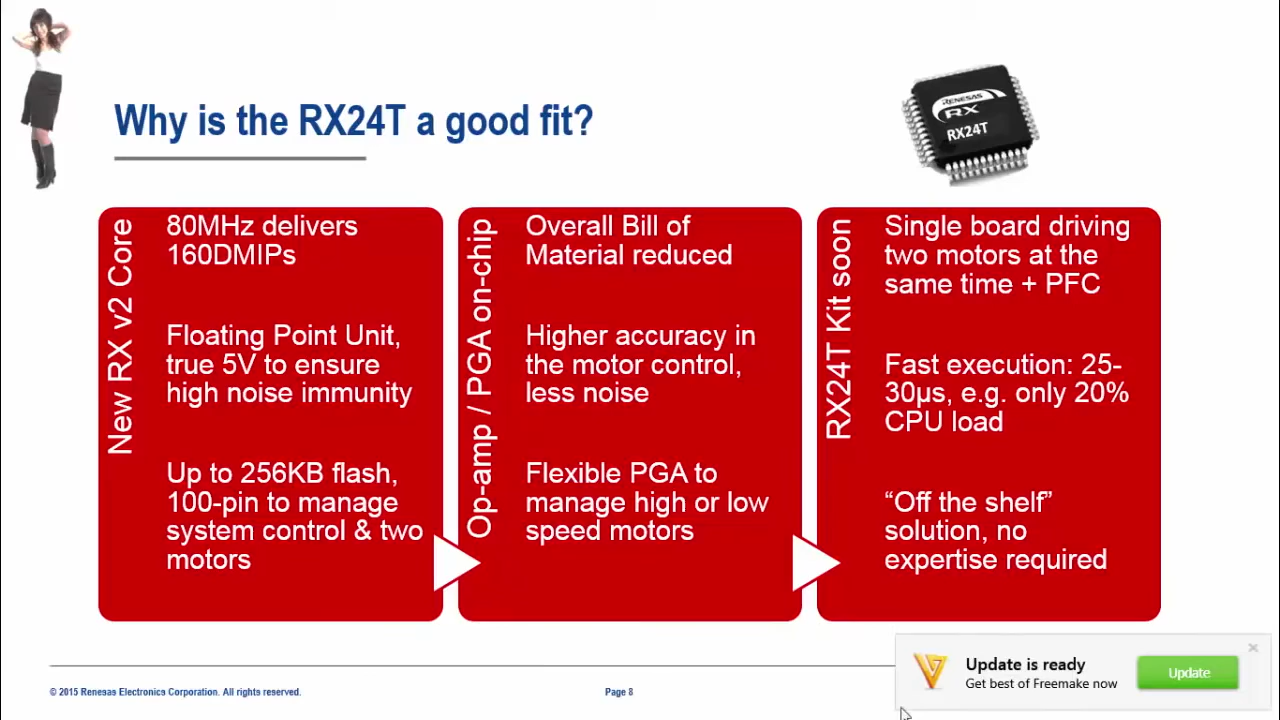 Why is the RX24T a good fit?
RENESAS
RX
RX24T
New RX v2 Core
80MHz delivers
160DMIPs
Floating Point Unit,
true 5V to ensure
high noise immunity
Up to 256KB flash,
100-pin to manage
system control & two
motors
Op-amp / PGA on-chip
Overall Bill of
Material reduced
Higher accuracy in
the motor control,
less noise
Flexible PGA to
manage high or low
speed motors
RX24T Kit soon
Single board driving
two motors at the
same time + PFC
Fast execution: 25-
30µs, e.g. only 20%
CPU load
“Off the shelf”
solution, no
expertise required
Update is ready
Get best of Freemake now
Update
© 2015 Renesas Electronics Corporation. All rights reserved.
Page 8